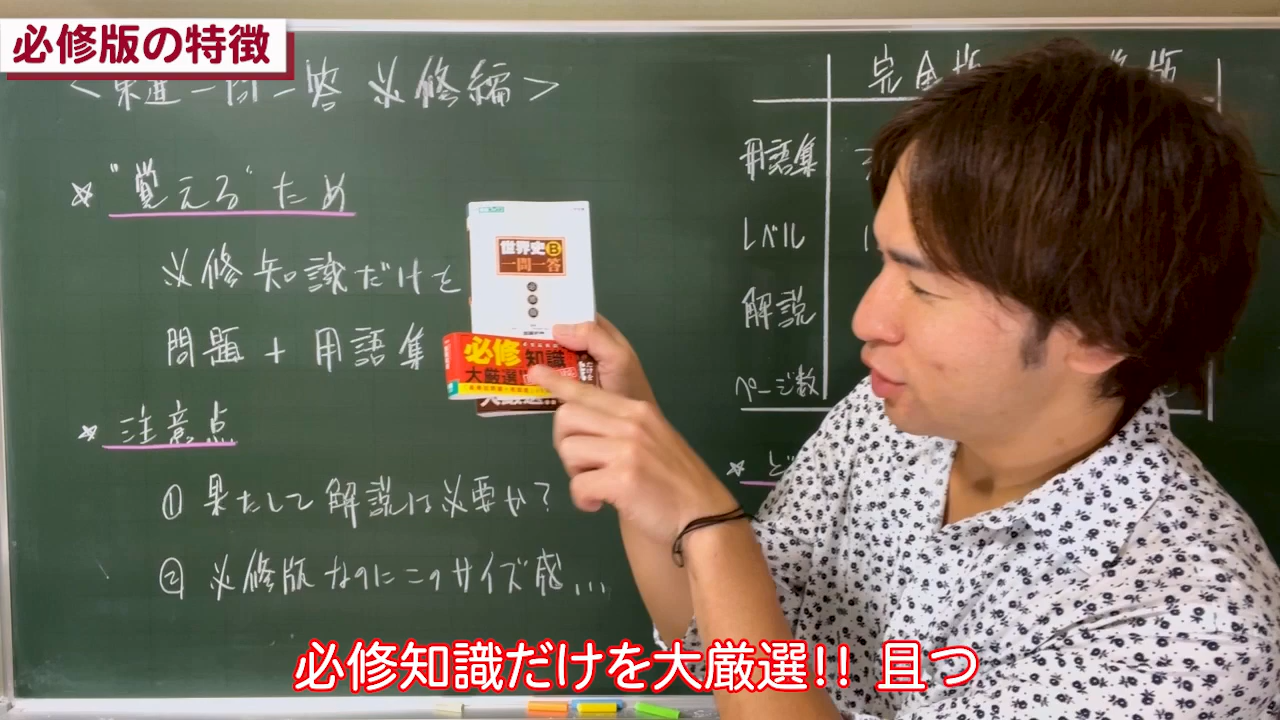 必修版の特徴
<東進一問一答 必修編>
☆ "覚える"ため
必修知識だけを
問題 + 用語集
☆ 注意点
① 果たして解説は必要か?
② 必修版なのにこのサイズ感...
世界史B
一問一答
必修
知識
大厳選!!
完全版
用語集
レベル
解説
ページ数
☆ ど
必修知識だけを大厳選!! 且つ